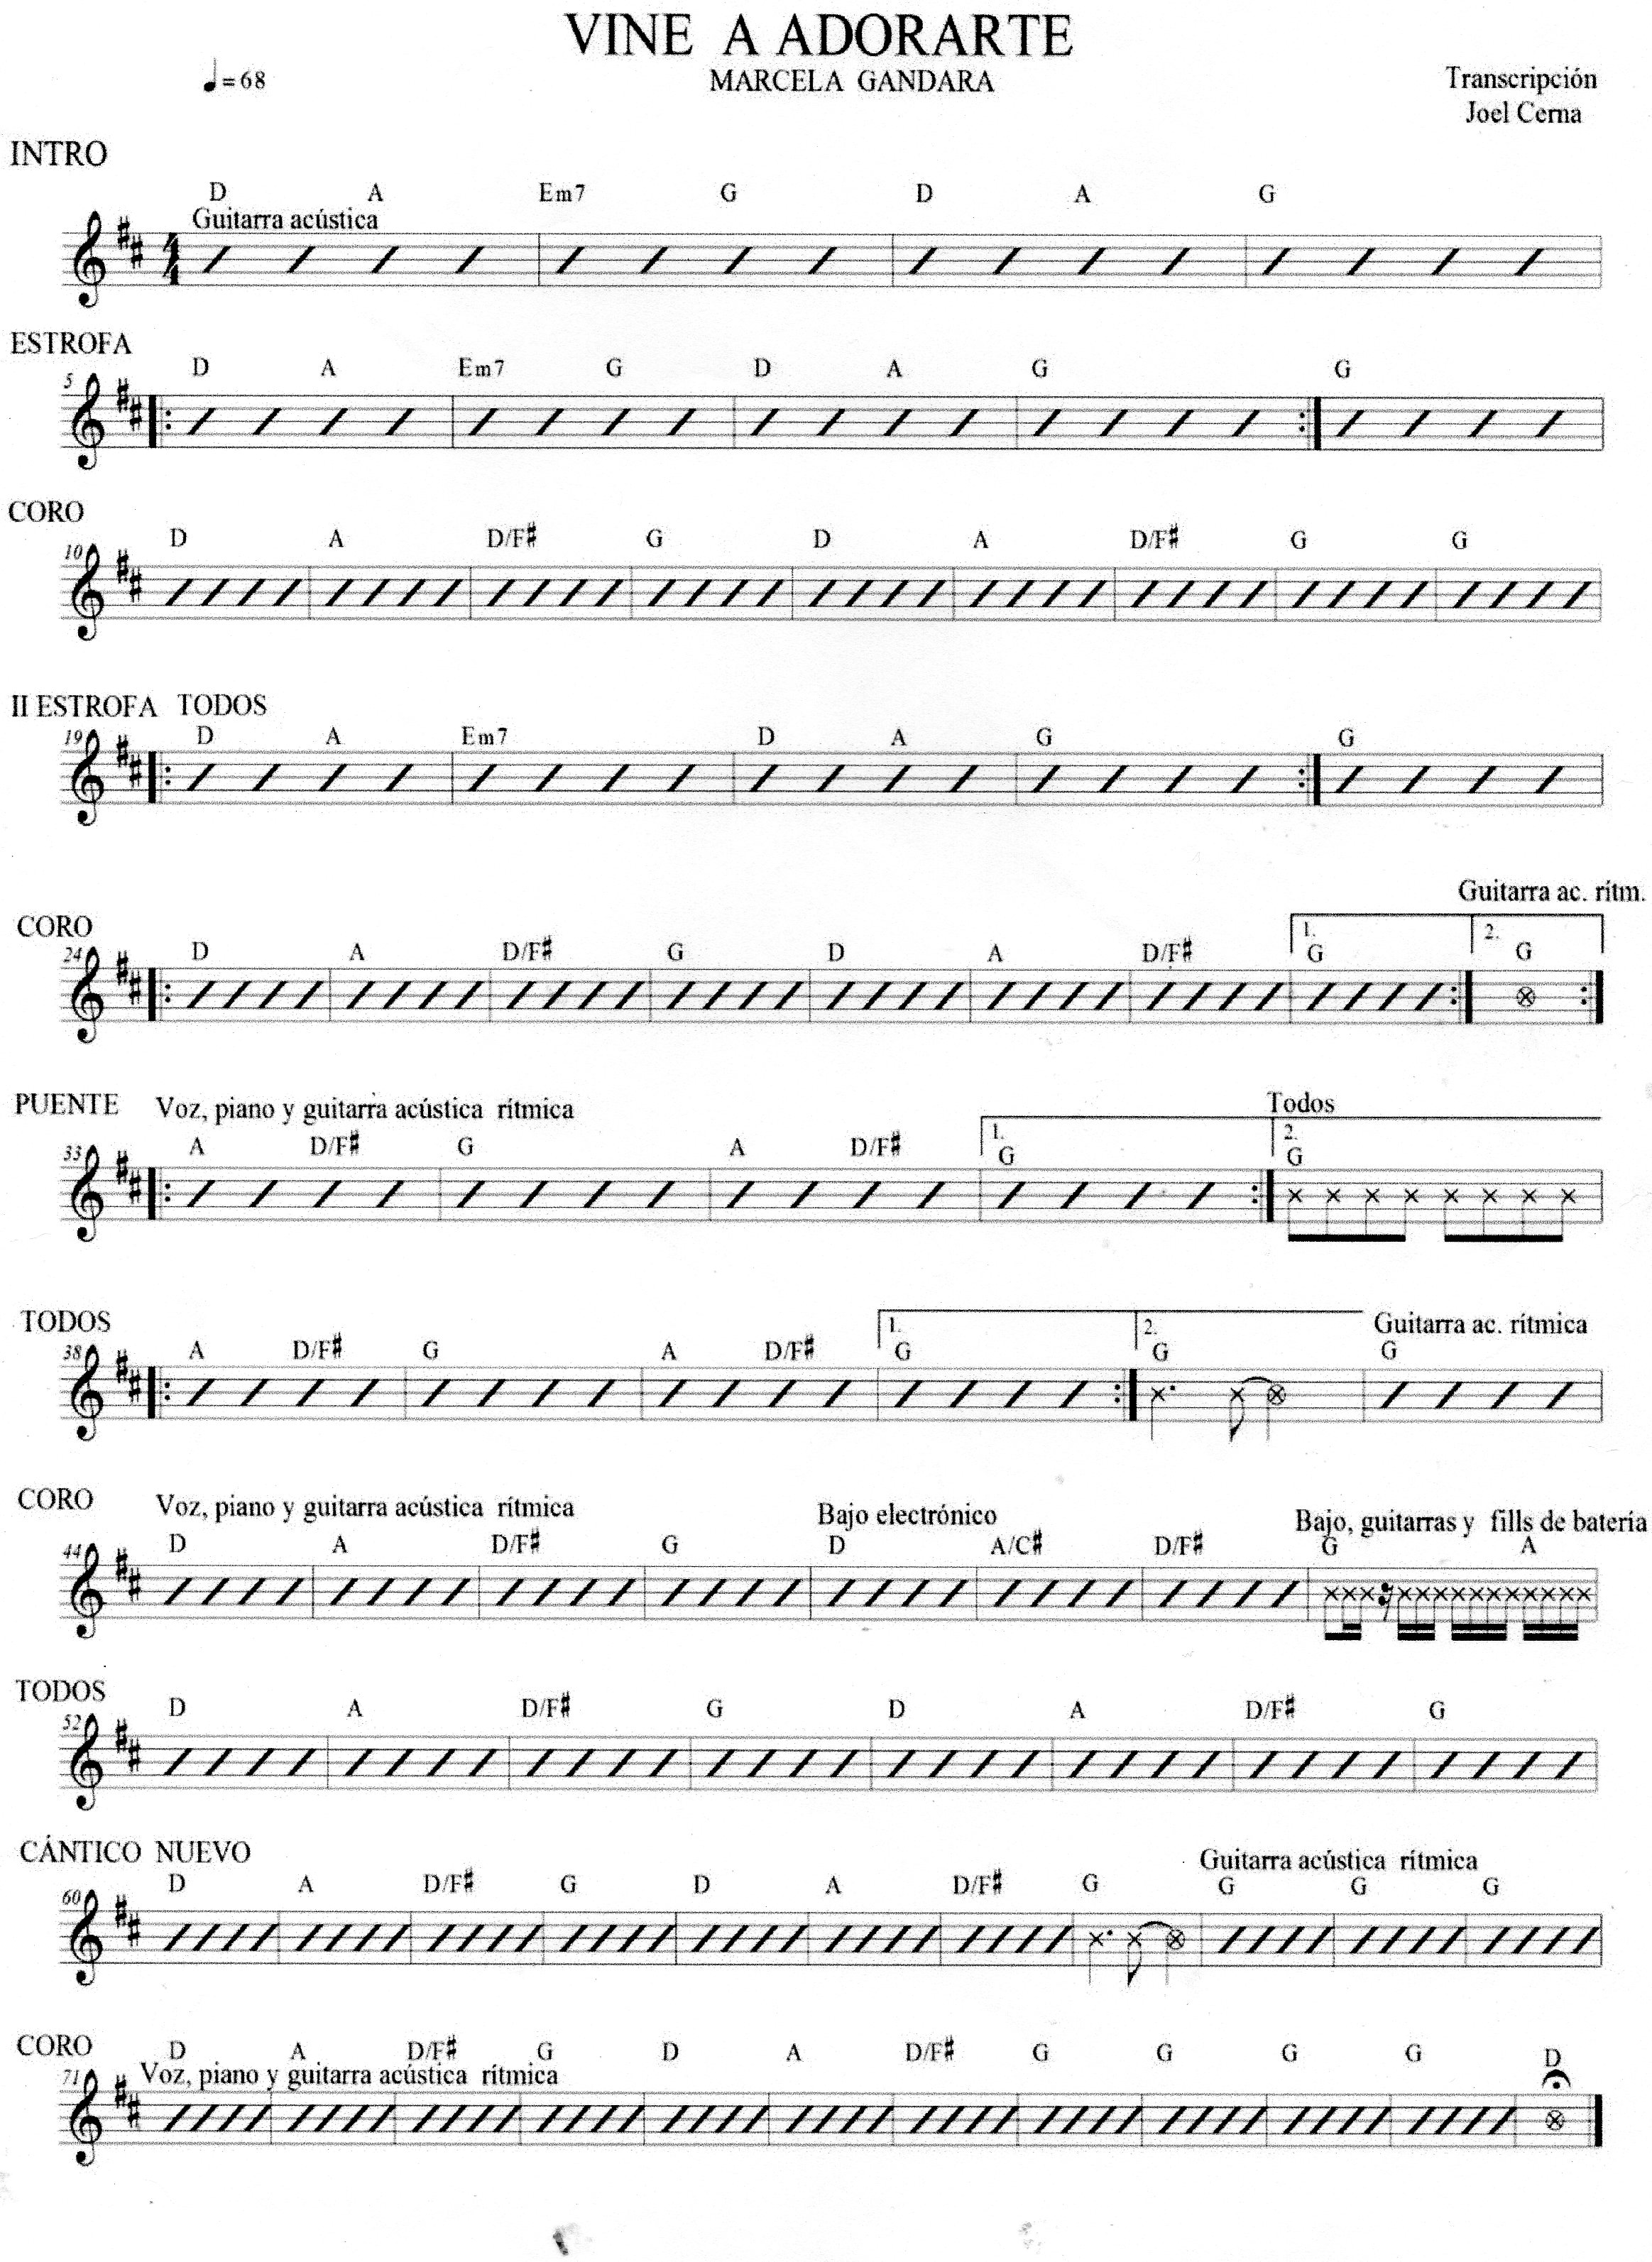 VINE A ADORARTE
♩=68
MARCELA GANDARA
Transcripción
Joel Cerna
INTRO
D A Em7 G D A G
Guitarra acústica
4/4
ESTROFA
5 D A Em7 G D A G G
CORO
10 D A D/F# G D A D/F# G G
II ESTROFA TODOS
19 D A Em7 D A G G
Guitarra ac. rítm.
CORO
1. 2.
24 D A D/F# G D A D/F# G G
PUENTE Voz, piano y guitarra acústica rítmica Todos
1. 2.
33 A D/F# G A D/F# G G
TODOS Guitarra ac. rítmica
1. 2.
38 A D/F# G A D/F# G G G
CORO Voz, piano y guitarra acústica rítmica Bajo electrónico Bajo, guitarras y fills de batería
44 D A D/F# G D A/C# D/F# G A
TODOS
52 D A D/F# G D A D/F# G
CÁNTICO NUEVO Guitarra acústica rítmica
60 D A D/F# G D A D/F# G G G G
CORO D A D/F# G D A D/F# G G G G D
71 Voz, piano y guitarra acústica rítmica